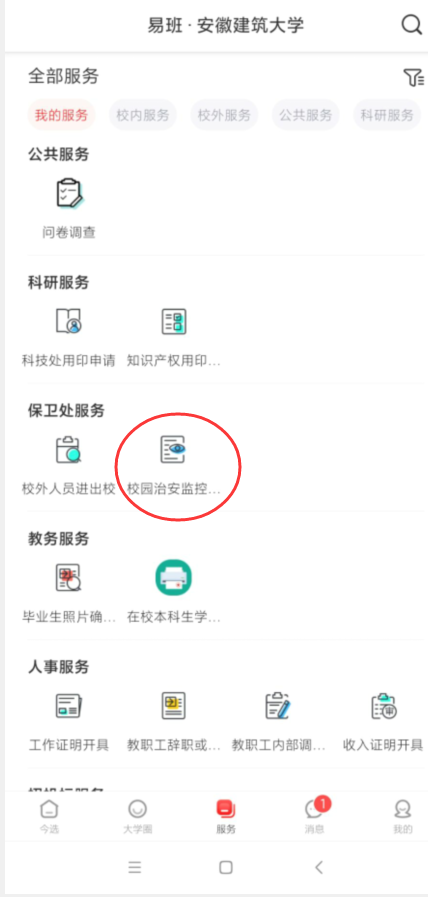 易班 · 安徽建筑大学
全部服务
我的服务 校内服务 校外服务 公共服务 科研服务
公共服务
问卷调查
科研服务
科技处用印申请 知识产权用印...
保卫处服务
校外人员进出校 校园治安监控...
教务服务
毕业生照片确... 在校本科生学...
人事服务
工作证明开具 教职工辞职或... 教职工内部调... 收入证明开具
1
今选 大学圈 服务 消息 我的